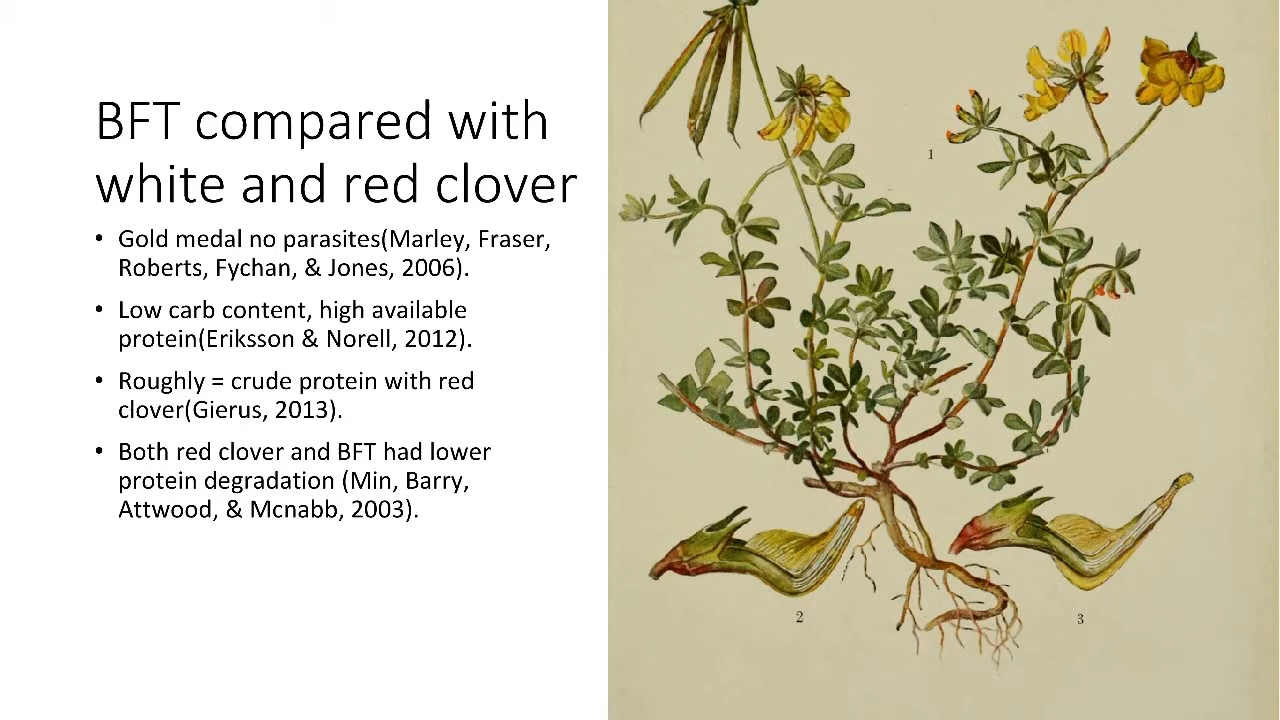 BFT compared with
white and red clover
• Gold medal no parasites(Marley, Fraser,
Roberts, Fychan, & Jones, 2006).
• Low carb content, high available
protein(Eriksson & Norell, 2012).
• Roughly = crude protein with red
clover(Gierus, 2013).
• Both red clover and BFT had lower
protein degradation (Min, Barry,
Attwood, & Mcnabb, 2003).
1
2
3